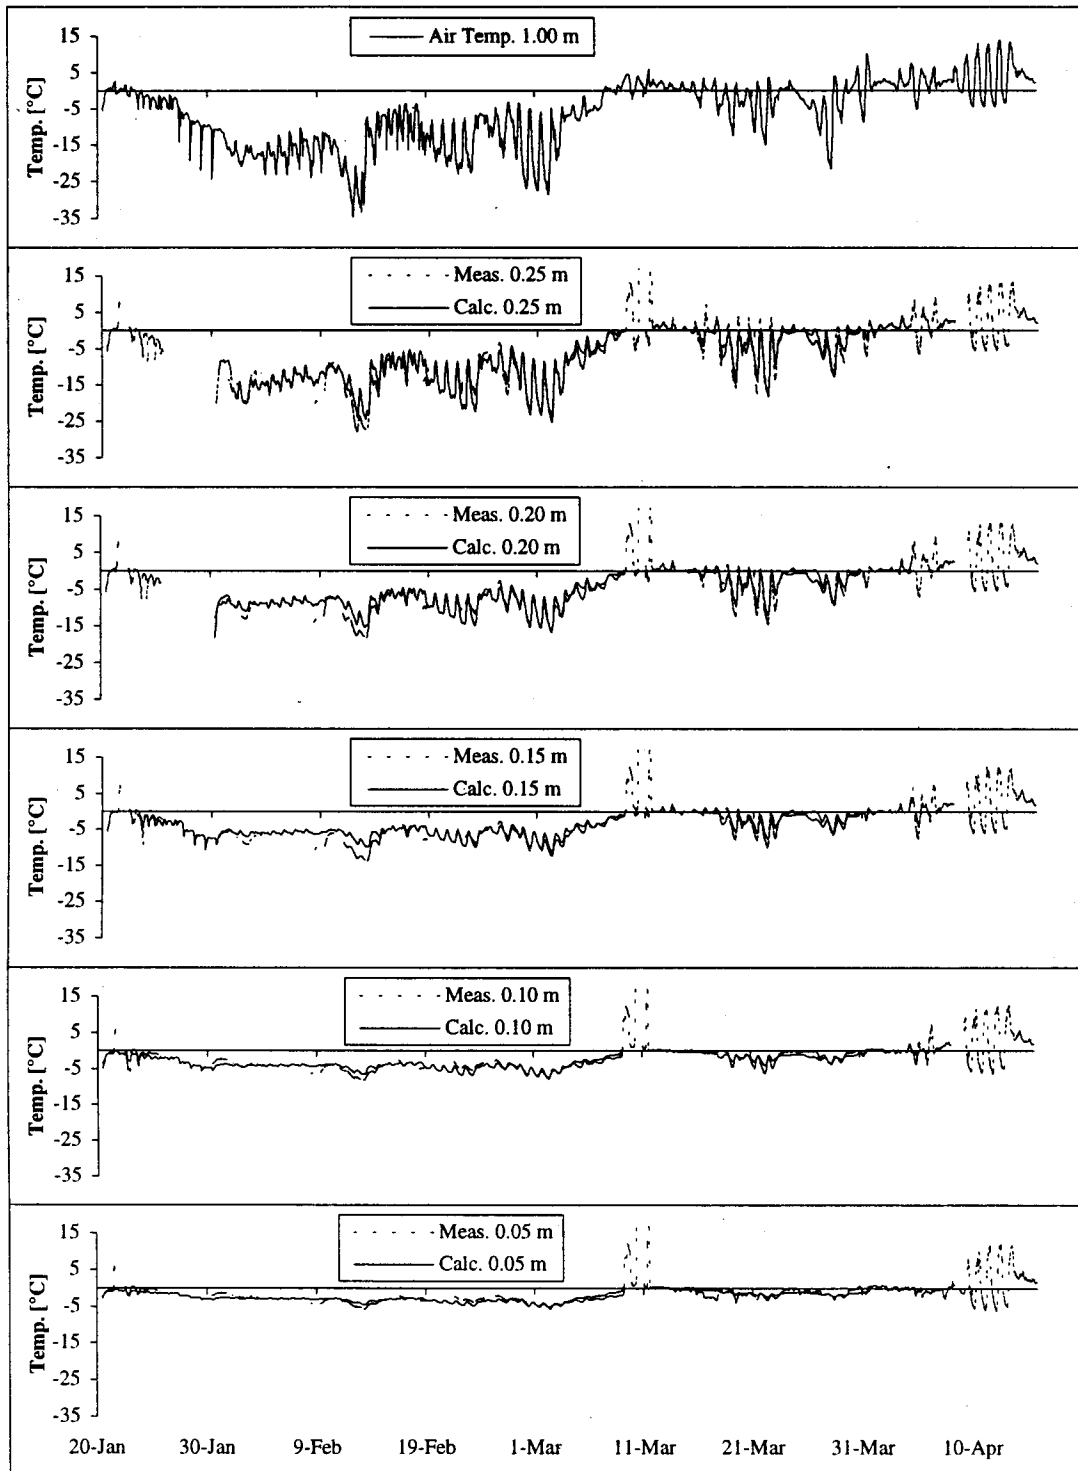 Air Temp. 1.00 m
Temp. [°C]
15
5
-5
-15
-25
-35
Meas. 0.25 m
Calc. 0.25 m
Temp. [°C]
15
5
-5
-15
-25
-35
Meas. 0.20 m
Calc. 0.20 m
Temp. [°C]
15
5
-5
-15
-25
-35
Meas. 0.15 m
Calc. 0.15 m
Temp. [°C]
15
5
-5
-15
-25
-35
Meas. 0.10 m
Calc. 0.10 m
Temp. [°C]
15
5
-5
-15
-25
-35
Meas. 0.05 m
Calc. 0.05 m
Temp. [°C]
15
5
-5
-15
-25
-35
20-Jan 30-Jan 9-Feb 19-Feb 1-Mar 11-Mar 21-Mar 31-Mar 10-Apr